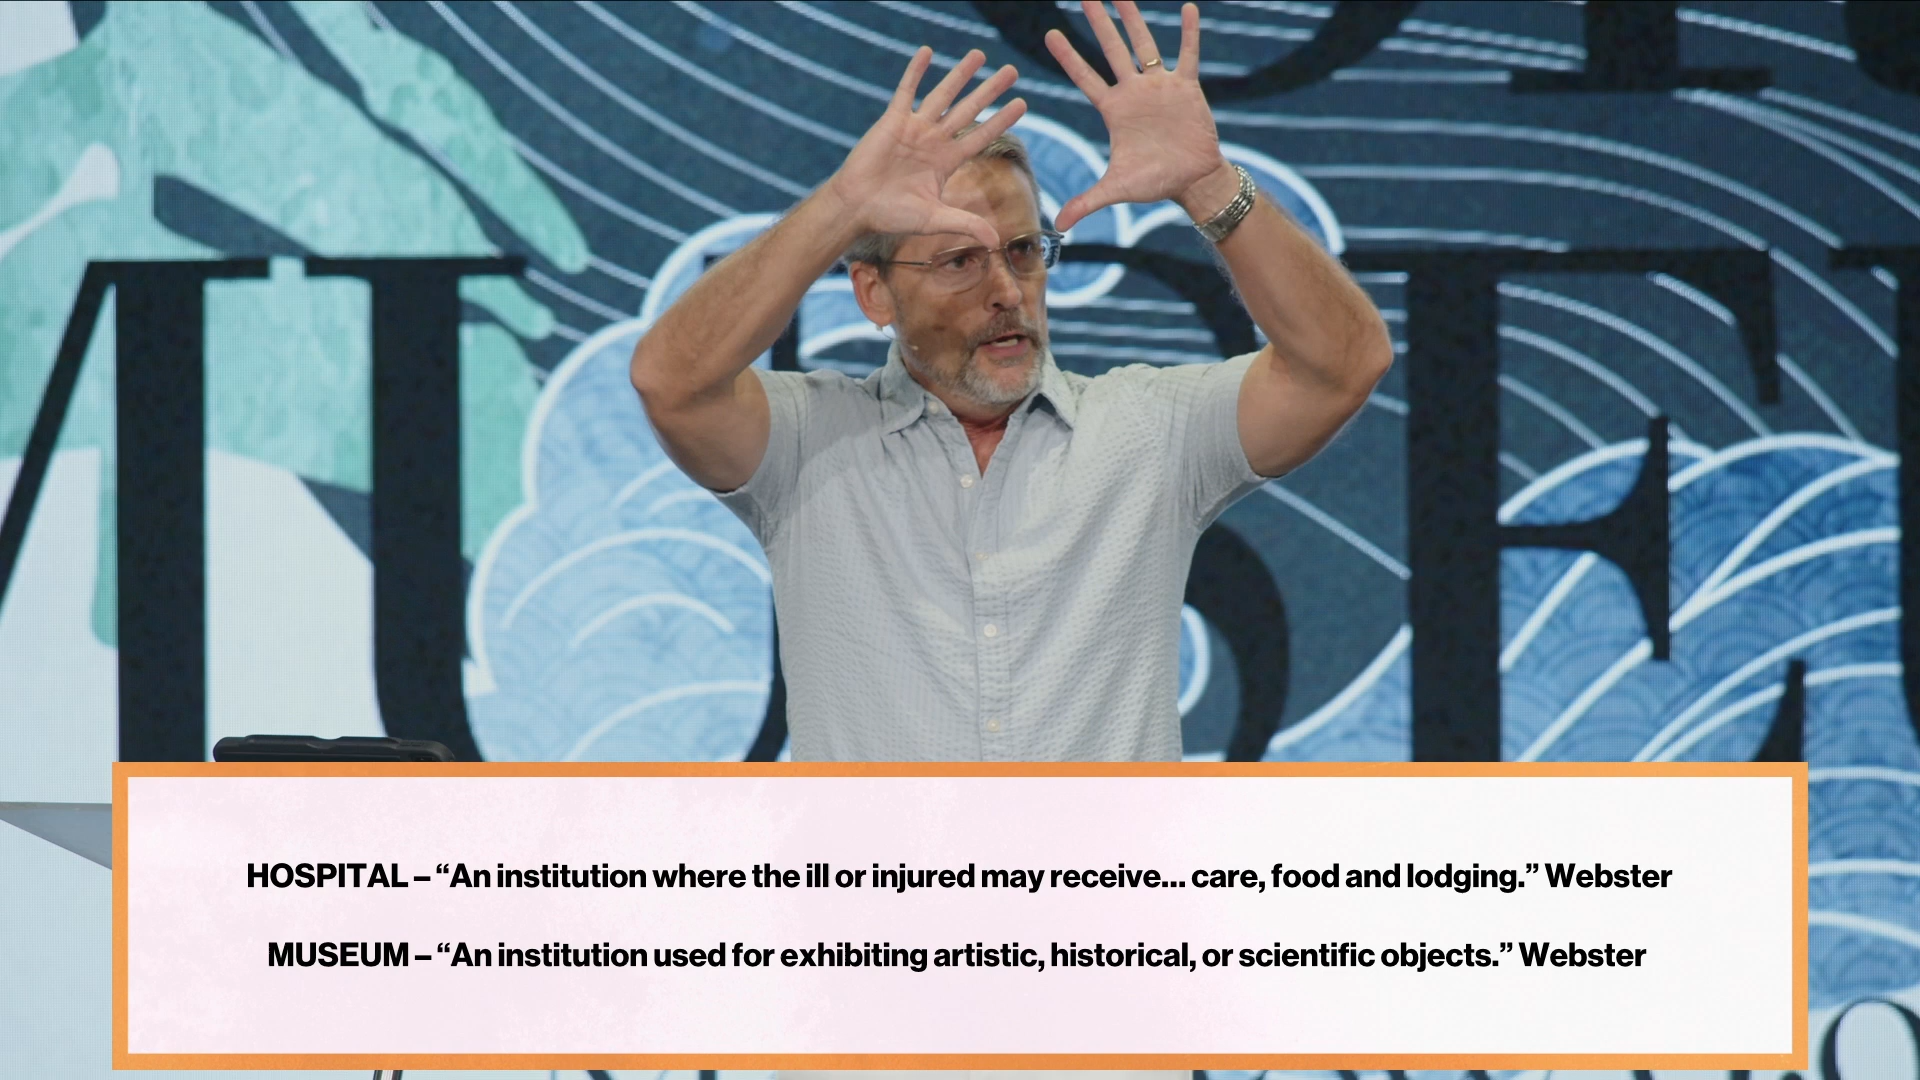 MUSEU
HOSPITAL – “An institution where the ill or injured may receive... care, food and lodging.” Webster
MUSEUM – “An institution used for exhibiting artistic, historical, or scientific objects.” Webster